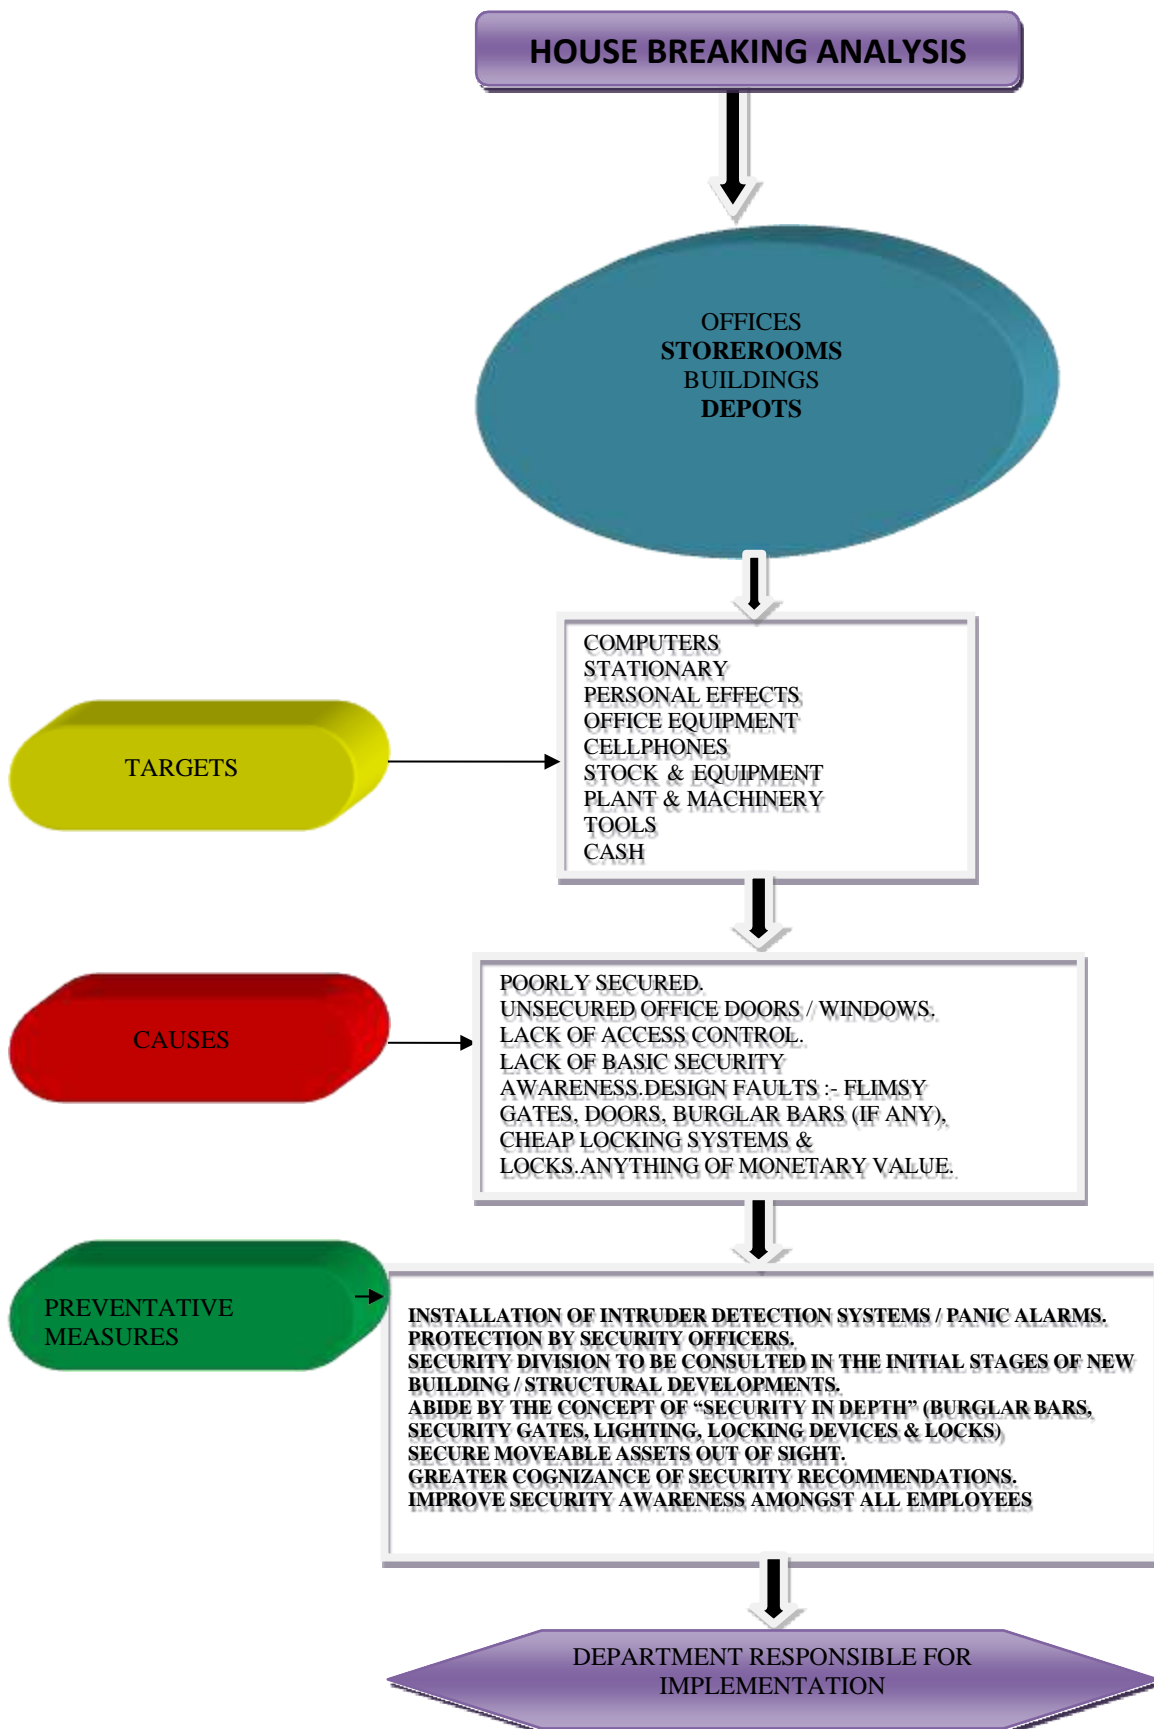 HOUSE BREAKING ANALYSIS
OFFICES
STOREROOMS
BUILDINGS
DEPOTS
TARGETS
COMPUTERS
STATIONARY
PERSONAL EFFECTS
OFFICE EQUIPMENT
CELLPHONES
STOCK & EQUIPMENT
PLANT & MACHINERY
TOOLS
CASH
CAUSES
POORLY SECURED.
UNSECURED OFFICE DOORS / WINDOWS.
LACK OF ACCESS CONTROL.
LACK OF BASIC SECURITY
AWARENESS.DESIGN FAULTS :- FLIMSY
GATES, DOORS, BURGLAR BARS (IF ANY),
CHEAP LOCKING SYSTEMS &
LOCKS.ANYTHING OF MONETARY VALUE.
PREVENTATIVE
MEASURES
INSTALLATION OF INTRUDER DETECTION SYSTEMS / PANIC ALARMS.
PROTECTION BY SECURITY OFFICERS.
SECURITY DIVISION TO BE CONSULTED IN THE INITIAL STAGES OF NEW
BUILDING / STRUCTURAL DEVELOPMENTS.
ABIDE BY THE CONCEPT OF “SECURITY IN DEPTH” (BURGLAR BARS,
SECURITY GATES, LIGHTING, LOCKING DEVICES & LOCKS)
SECURE MOVEABLE ASSETS OUT OF SIGHT.
GREATER COGNIZANCE OF SECURITY RECOMMENDATIONS.
IMPROVE SECURITY AWARENESS AMONGST ALL EMPLOYEES
DEPARTMENT RESPONSIBLE FOR
IMPLEMENTATION